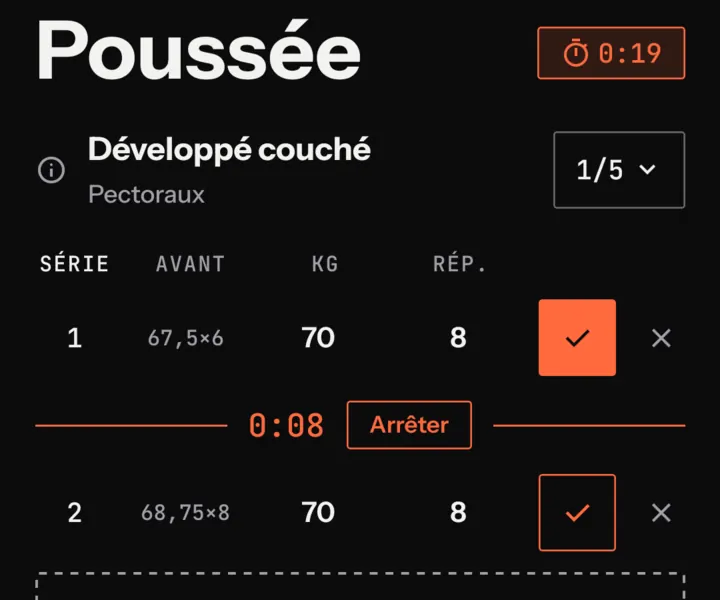 Poussée
0:19
Développé couché
Pectoraux
1/5
SÉRIE AVANT KG RÉP.
1 67,5×6 70 8
0:08 Arrêter
2 68,75×8 70 8